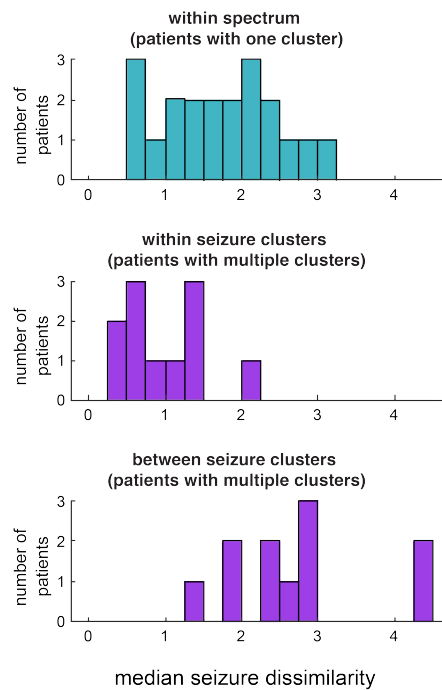 within spectrum
(patients with one cluster)
number of
patients
3
2
1
0
0 1 2 3 4
within seizure clusters
(patients with multiple clusters)
number of
patients
3
2
1
0
0 1 2 3 4
between seizure clusters
(patients with multiple clusters)
number of
patients
3
2
1
0
0 1 2 3 4
median seizure dissimilarity